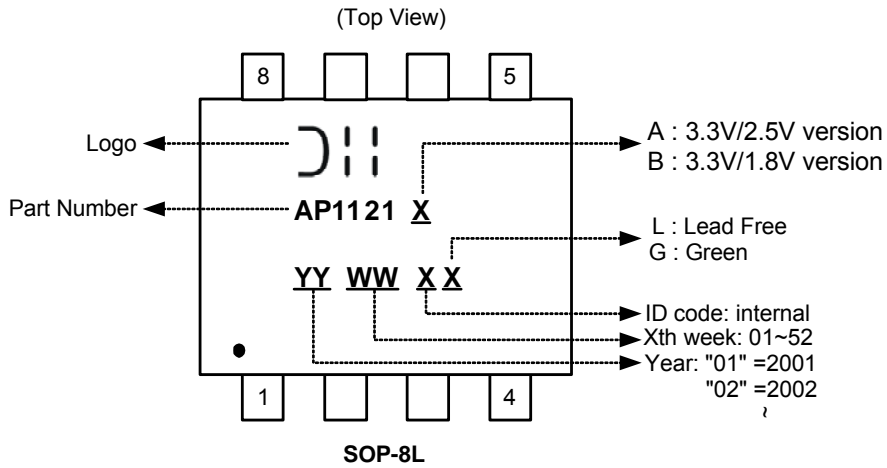 (Top View)
8
5
Logo
A : 3.3V/2.5V version
B : 3.3V/1.8V version
Part Number
AP1121 X
L : Lead Free
G : Green
YY WW X X
ID code: internal
Xth week: 01~52
Year: "01" =2001
"02" =2002
~
1
4
SOP-8L